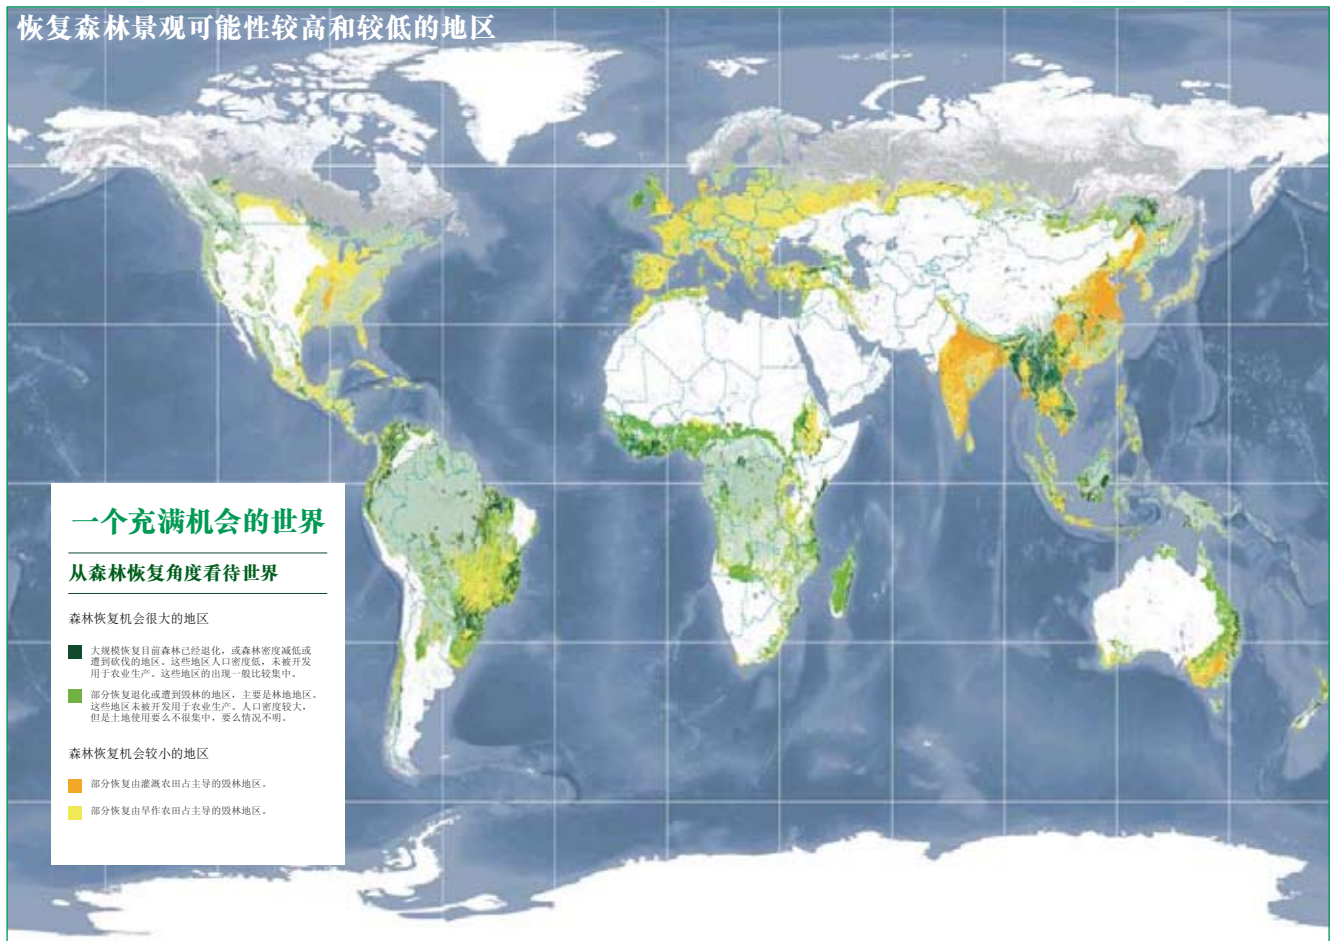 恢复森林景观可能性较高和较低的地区
一个充满机会的世界
从森林恢复角度看待世界
森林恢复机会很大的地区
大规模恢复目前森林已经退化，或森林密度减低或
遭到砍伐的地区。这些地区人口密度低，未被开发
用于农业生产。这些地区的出现一般比较集中。
部分恢复退化或遭到毁林的地区，主要是林地地区。
这些地区未被开发用于农业生产。人口密度较大，
但是土地使用要么不很集中，要么情况不明。
森林恢复机会较小的地区
部分恢复由灌溉农田占主导的毁林地区。
部分恢复由旱作农田占主导的毁林地区。